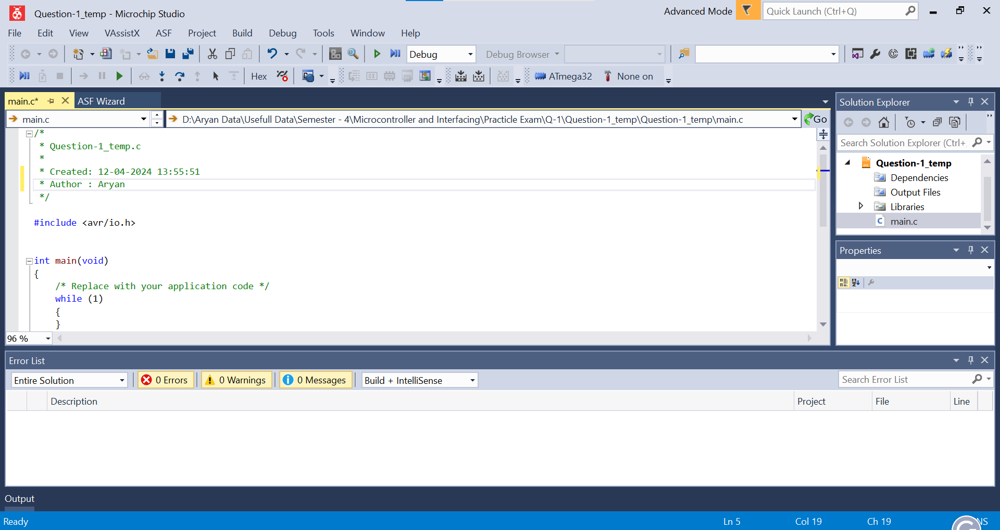 Question-1_temp - Microchip Studio
Advanced Mode
Quick Launch (Ctrl+Q)
File Edit View VAssistX ASF Project Build Debug Tools Window Help
Debug Debug Browser
Hex ATmega32 None on
main.c* ASF Wizard
main.c
D:\Aryan Data\Usefull Data\Semester - 4\Microcontroller and Interfacing\Practicle Exam\Q-1\Question-1_temp\Question-1_temp\main.c
Go
/*
* Question-1_temp.c
*
* Created: 12-04-2024 13:55:51
* Author : Aryan
*/
#include <avr/io.h>
int main(void)
{
/* Replace with your application code */
while (1)
{
}
96 %
Solution Explorer
Search Solution Explorer (Ctrl+
Question-1_temp
Dependencies
Output Files
Libraries
main.c
Properties
Error List
Entire Solution 0 Errors 0 Warnings 0 Messages Build + IntelliSense
Search Error List
Description Project File Line
Output
Ready Ln 5 Col 19 Ch 19 NS